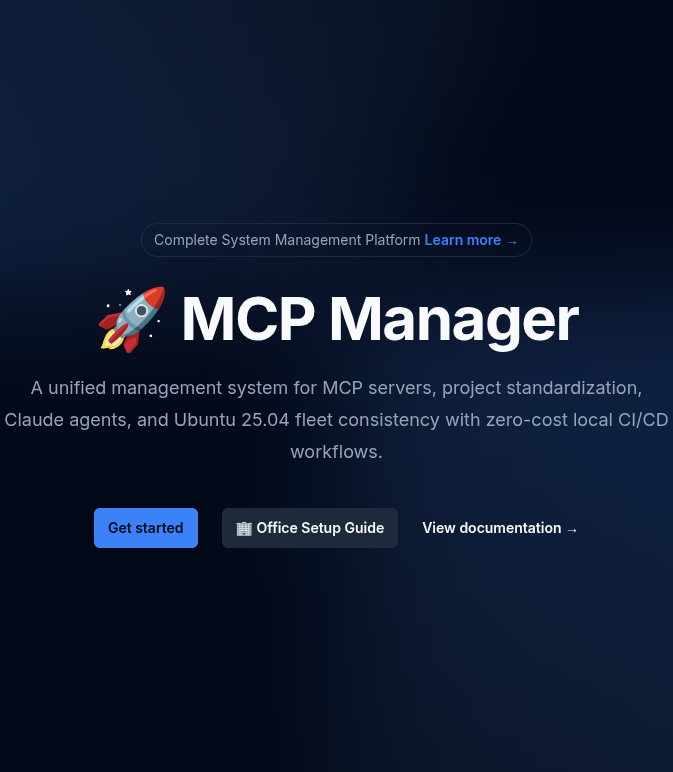 Complete System Management Platform Learn more →
🚀 MCP Manager
A unified management system for MCP servers, project standardization,
Claude agents, and Ubuntu 25.04 fleet consistency with zero-cost local CI/CD
workflows.
Get started
🏢 Office Setup Guide
View documentation →